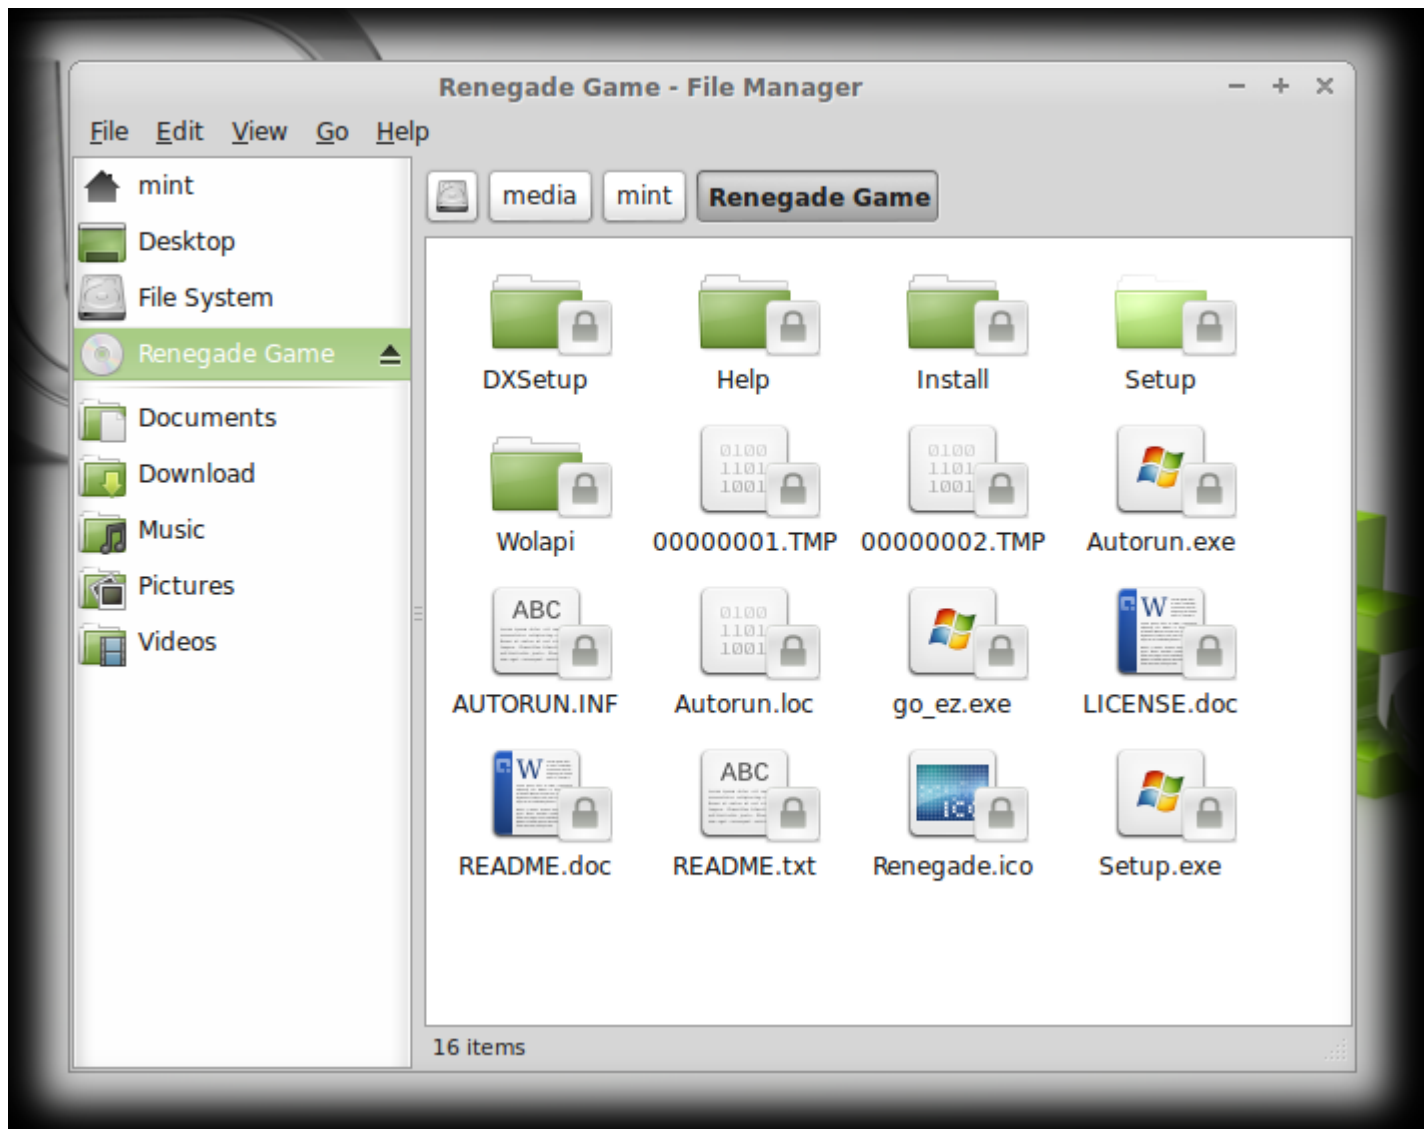 Renegade Game - File Manager
File Edit View Go Help
mint
Desktop
File System
Renegade Game
Documents
Download
Music
Pictures
Videos
media mint Renegade Game
DXSetup Help Install Setup
Wolapi 00000001.TMP 00000002.TMP Autorun.exe
AUTORUN.INF Autorun.loc go_ez.exe LICENSE.doc
README.doc README.txt Renegade.ico Setup.exe
16 items